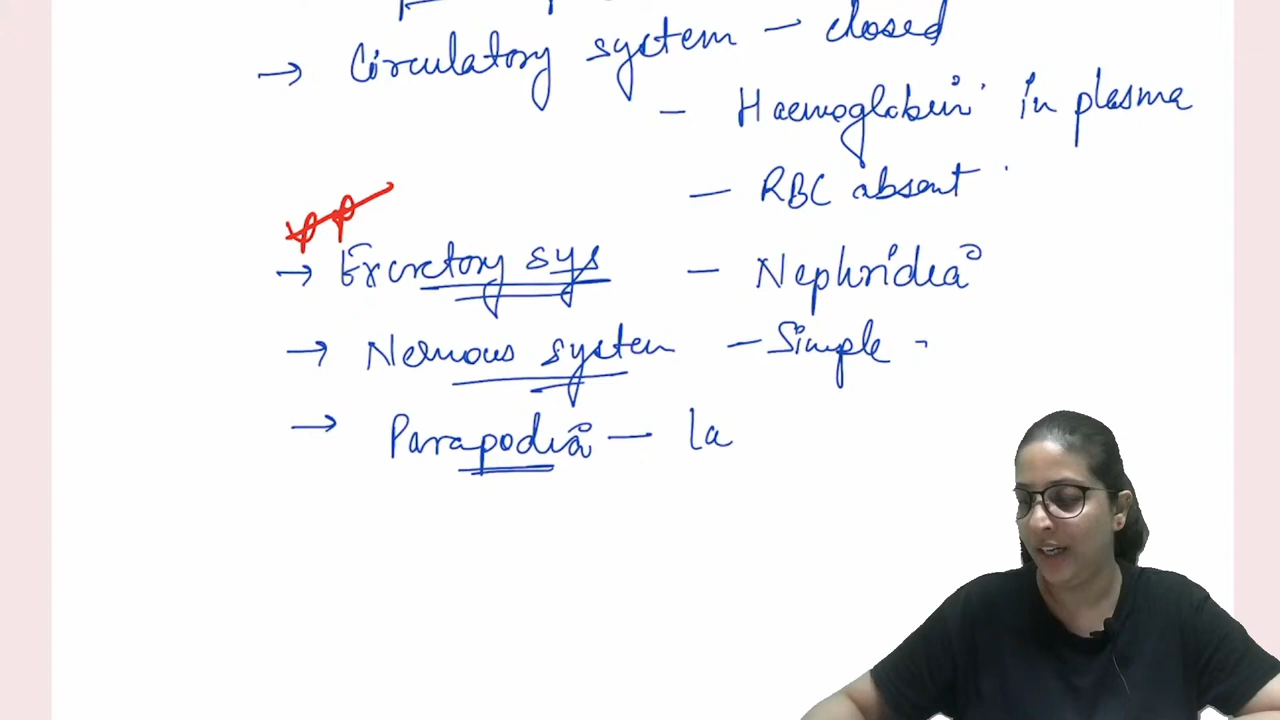 → Circulatory system - closed
- Haemoglobin in plasma
- RBC absent
→ Excretory sys - Nephridia
→ Nervous system - Simple -
→ Parapodia - la